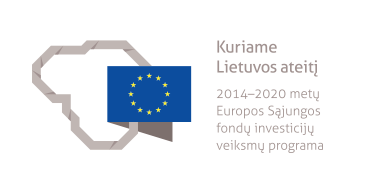 Kuriame
Lietuvos ateitį
2014–2020 metų
Europos Sąjungos
fondų investicijų
veiksmų programa